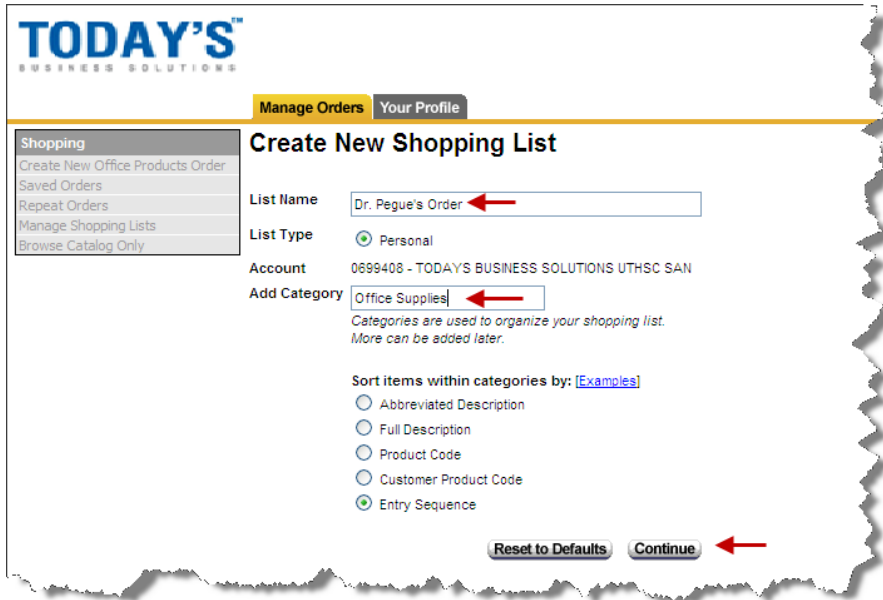 TODAY'S™
BUSINESS SOLUTIONS
Manage Orders
Your Profile
Shopping
Create New Office Products Order
Saved Orders
Repeat Orders
Manage Shopping Lists
Browse Catalog Only
Create New Shopping List
List Name Dr. Pegue's Order
List Type Personal
Account 0699408 - TODAY'S BUSINESS SOLUTIONS UTHSC SAN
Add Category Office Supplies
Categories are used to organize your shopping list.
More can be added later.
Sort items within categories by: [Examples]
Abbreviated Description
Full Description
Product Code
Customer Product Code
Entry Sequence
Reset to Defaults Continue